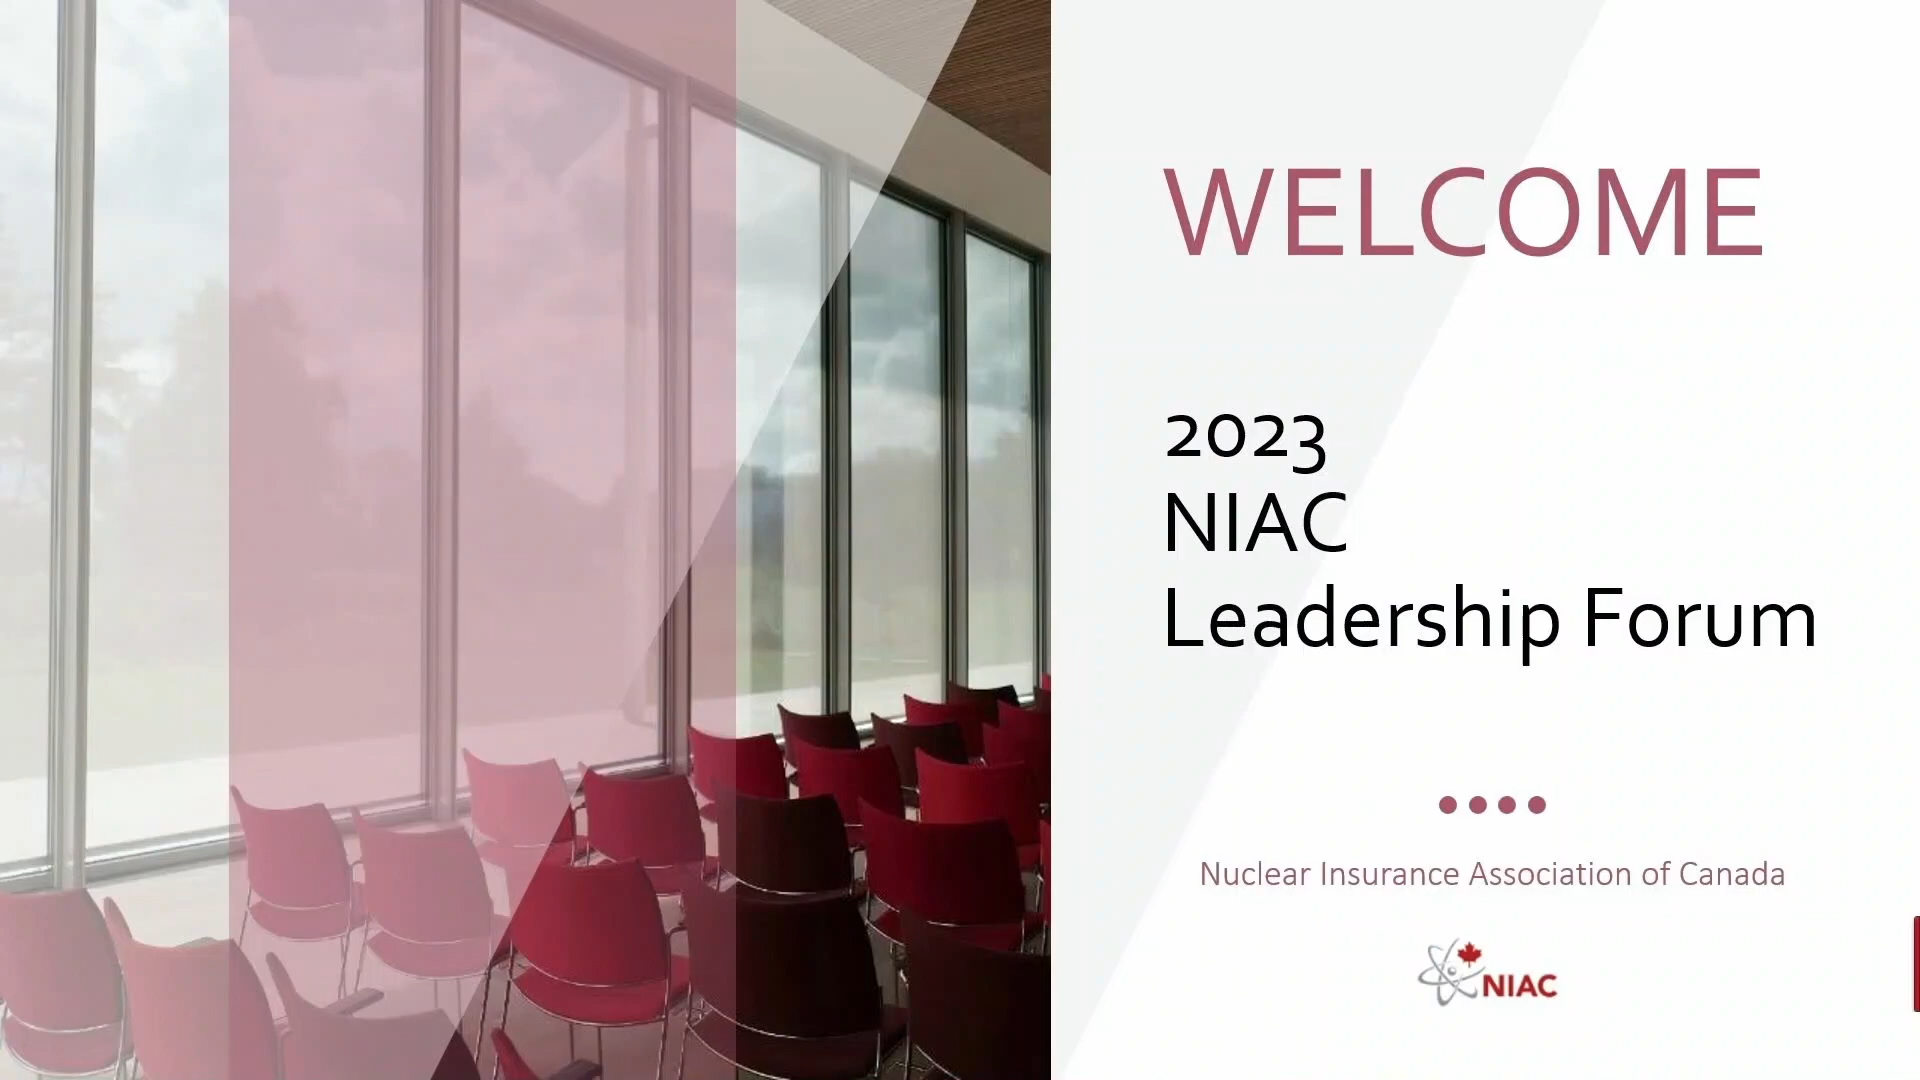 WELCOME
2023
NIAC
Leadership Forum
Nuclear Insurance Association of Canada
NIAC